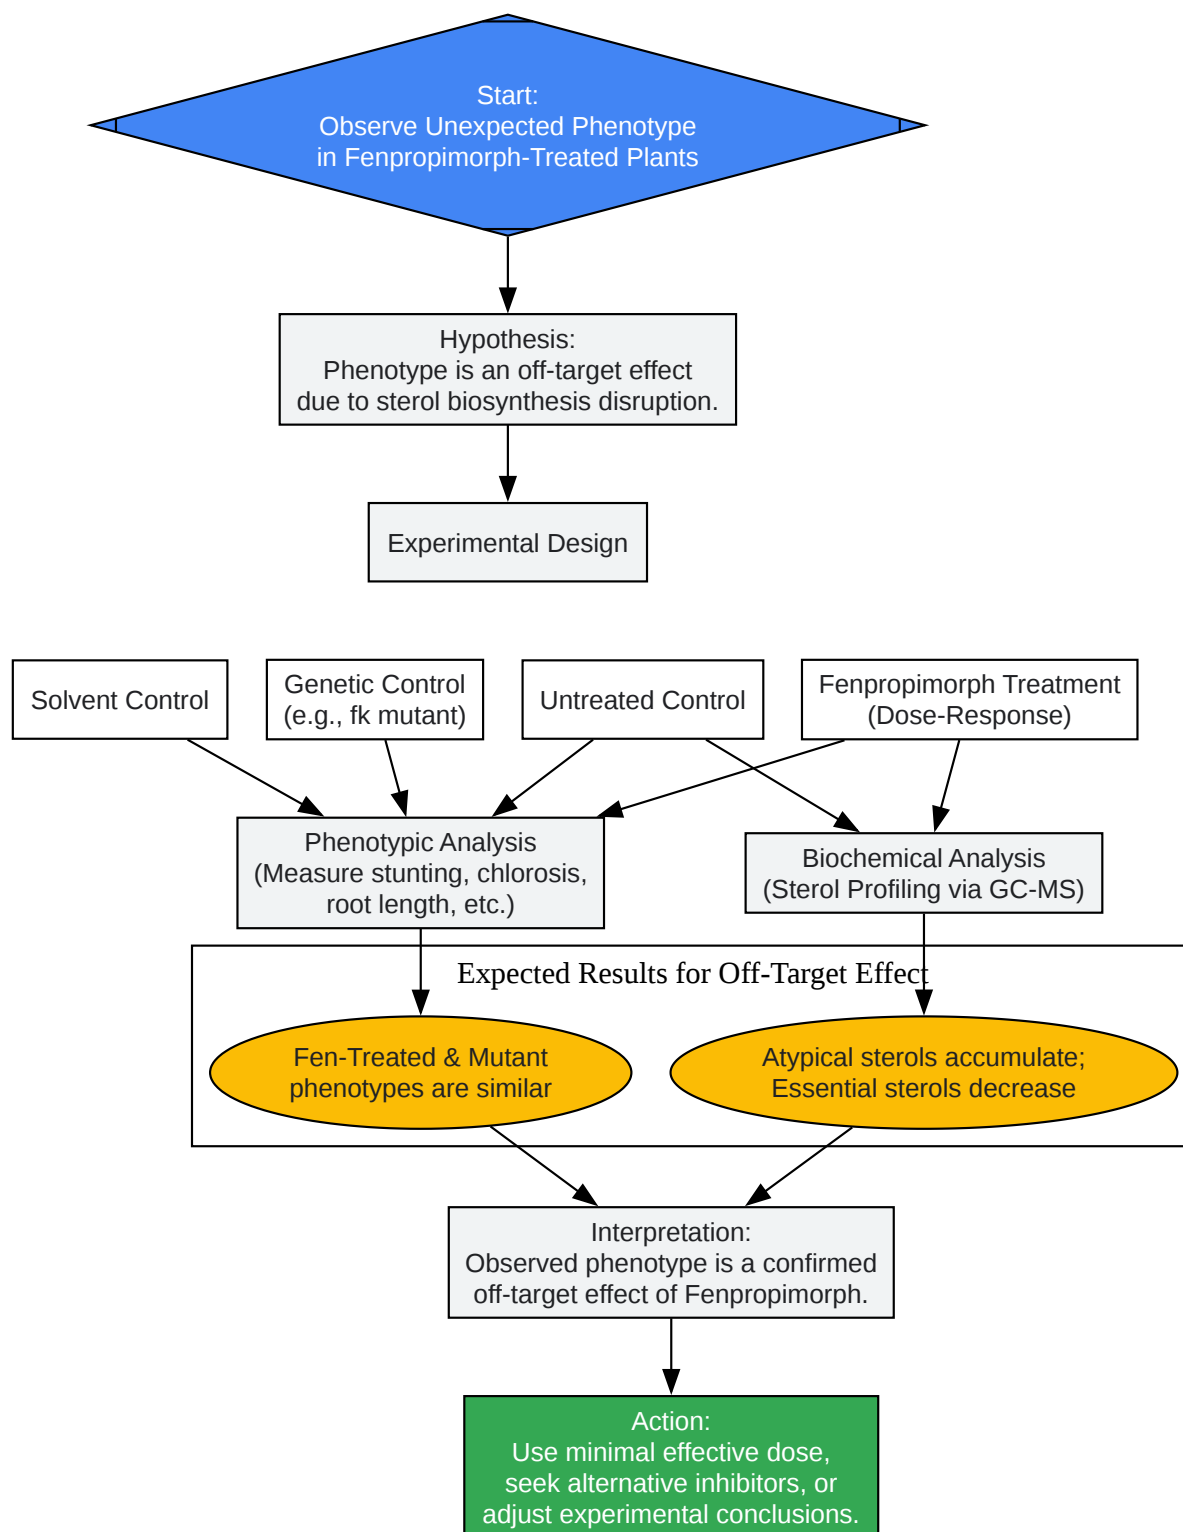 Start:
Observe Unexpected Phenotype
in Fenpropimorph-Treated Plants
Hypothesis:
Phenotype is an off-target effect
due to sterol biosynthesis disruption.
Experimental Design
Solvent Control
Genetic Control
(e.g., fk mutant)
Untreated Control
Fenpropimorph Treatment
(Dose-Response)
Phenotypic Analysis
(Measure stunting, chlorosis,
root length, etc.)
Biochemical Analysis
(Sterol Profiling via GC-MS)
Expected Results for Off-Target Effect
Fen-Treated & Mutant
phenotypes are similar
Atypical sterols accumulate;
Essential sterols decrease
Interpretation:
Observed phenotype is a confirmed
off-target effect of Fenpropimorph.
Action:
Use minimal effective dose,
seek alternative inhibitors, or
adjust experimental conclusions.